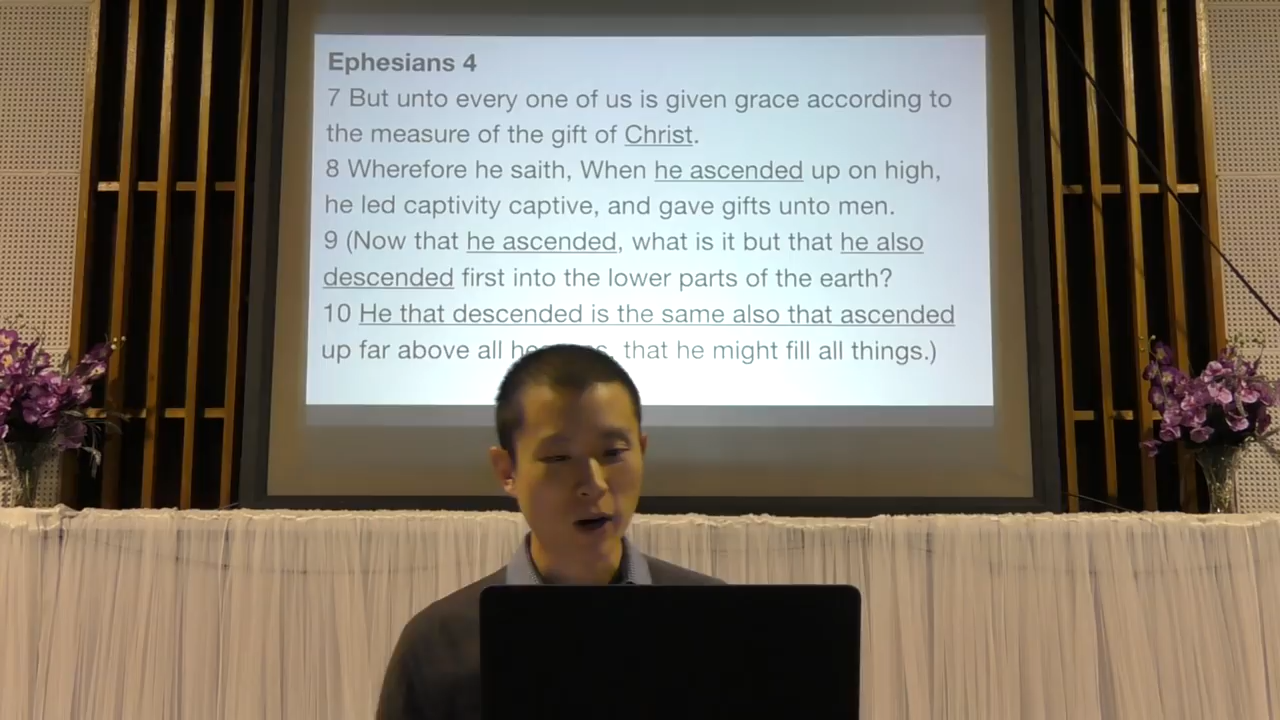 Ephesians 4
7 But unto every one of us is given grace according to
the measure of the gift of Christ.
8 Wherefore he saith, When he ascended up on high,
he led captivity captive, and gave gifts unto men.
9 (Now that he ascended, what is it but that he also
descended first into the lower parts of the earth?
10 He that descended is the same also that ascended
up far above all that he might fill all things.)